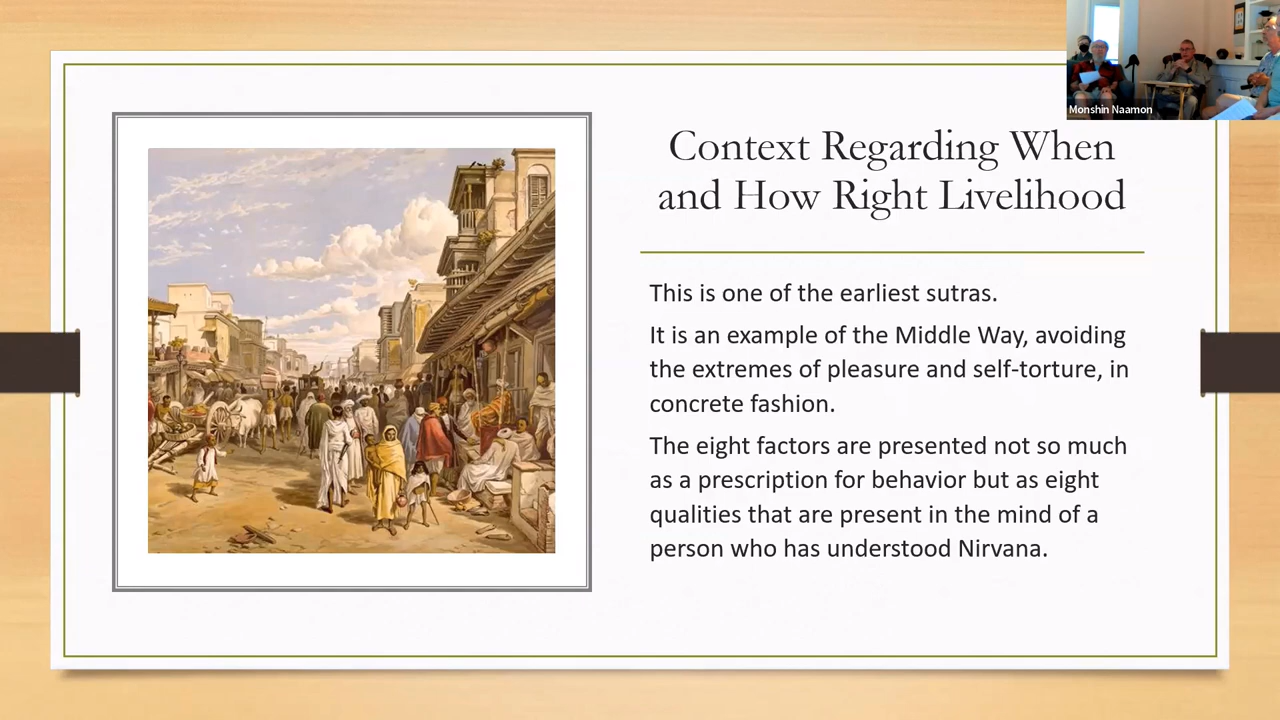 Monshin Naamon
Context Regarding When
and How Right Livelihood
This is one of the earliest sutras.
It is an example of the Middle Way, avoiding
the extremes of pleasure and self-torture, in
concrete fashion.
The eight factors are presented not so much
as a prescription for behavior but as eight
qualities that are present in the mind of a
person who has understood Nirvana.